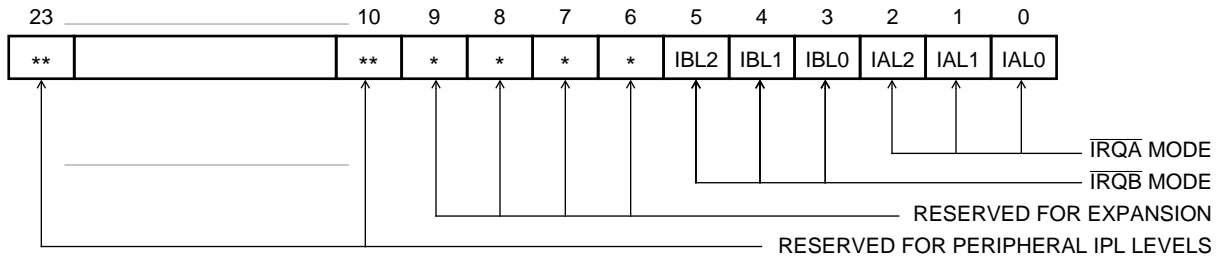 23 10 9 8 7 6 5 4 3 2 1 0
** ** * * * * IBL2 IBL1 IBL0 IAL2 IAL1 IAL0
IRQA MODE
IRQB MODE
RESERVED FOR EXPANSION
RESERVED FOR PERIPHERAL IPL LEVELS